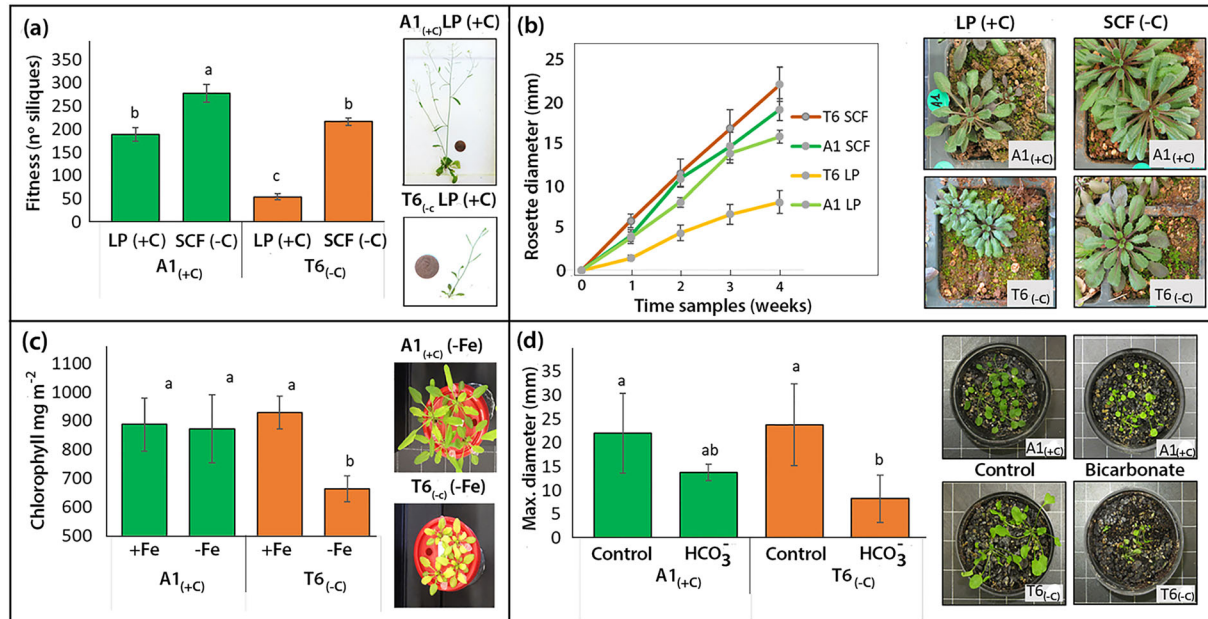 (a)
Fitness (nº siliques)
350
300
250
200
150
100
50
0
b
a
c
b
LP (+C) SCF (-C) LP (+C) SCF (-C)
A1(+C) T6(-C)
A1(+C) LP (+C)
T6(-c LP (+C)
(b)
Rosette diameter (mm)
25
20
15
10
5
0
0 1 2 3 4
Time samples (weeks)
T6 SCF
A1 SCF
T6 LP
A1 LP
LP (+C) SCF (-C)
A1(+C) A1(+C)
T6(-C) T6(-C)
(c)
Chlorophyll mg m-2
1100
1000
900
800
700
600
500
a a a b
+Fe -Fe +Fe -Fe
A1(+C) T6(-C)
A1(+C) (-Fe)
T6(-c) (-Fe)
(d)
Max. diameter (mm)
35
30
25
20
15
10
5
0
a ab a b
Control HCO3- Control HCO3-
A1(+C) T6(-C)
A1(+C) A1(+C)
Control Bicarbonate
T6(-C) T6(-C)